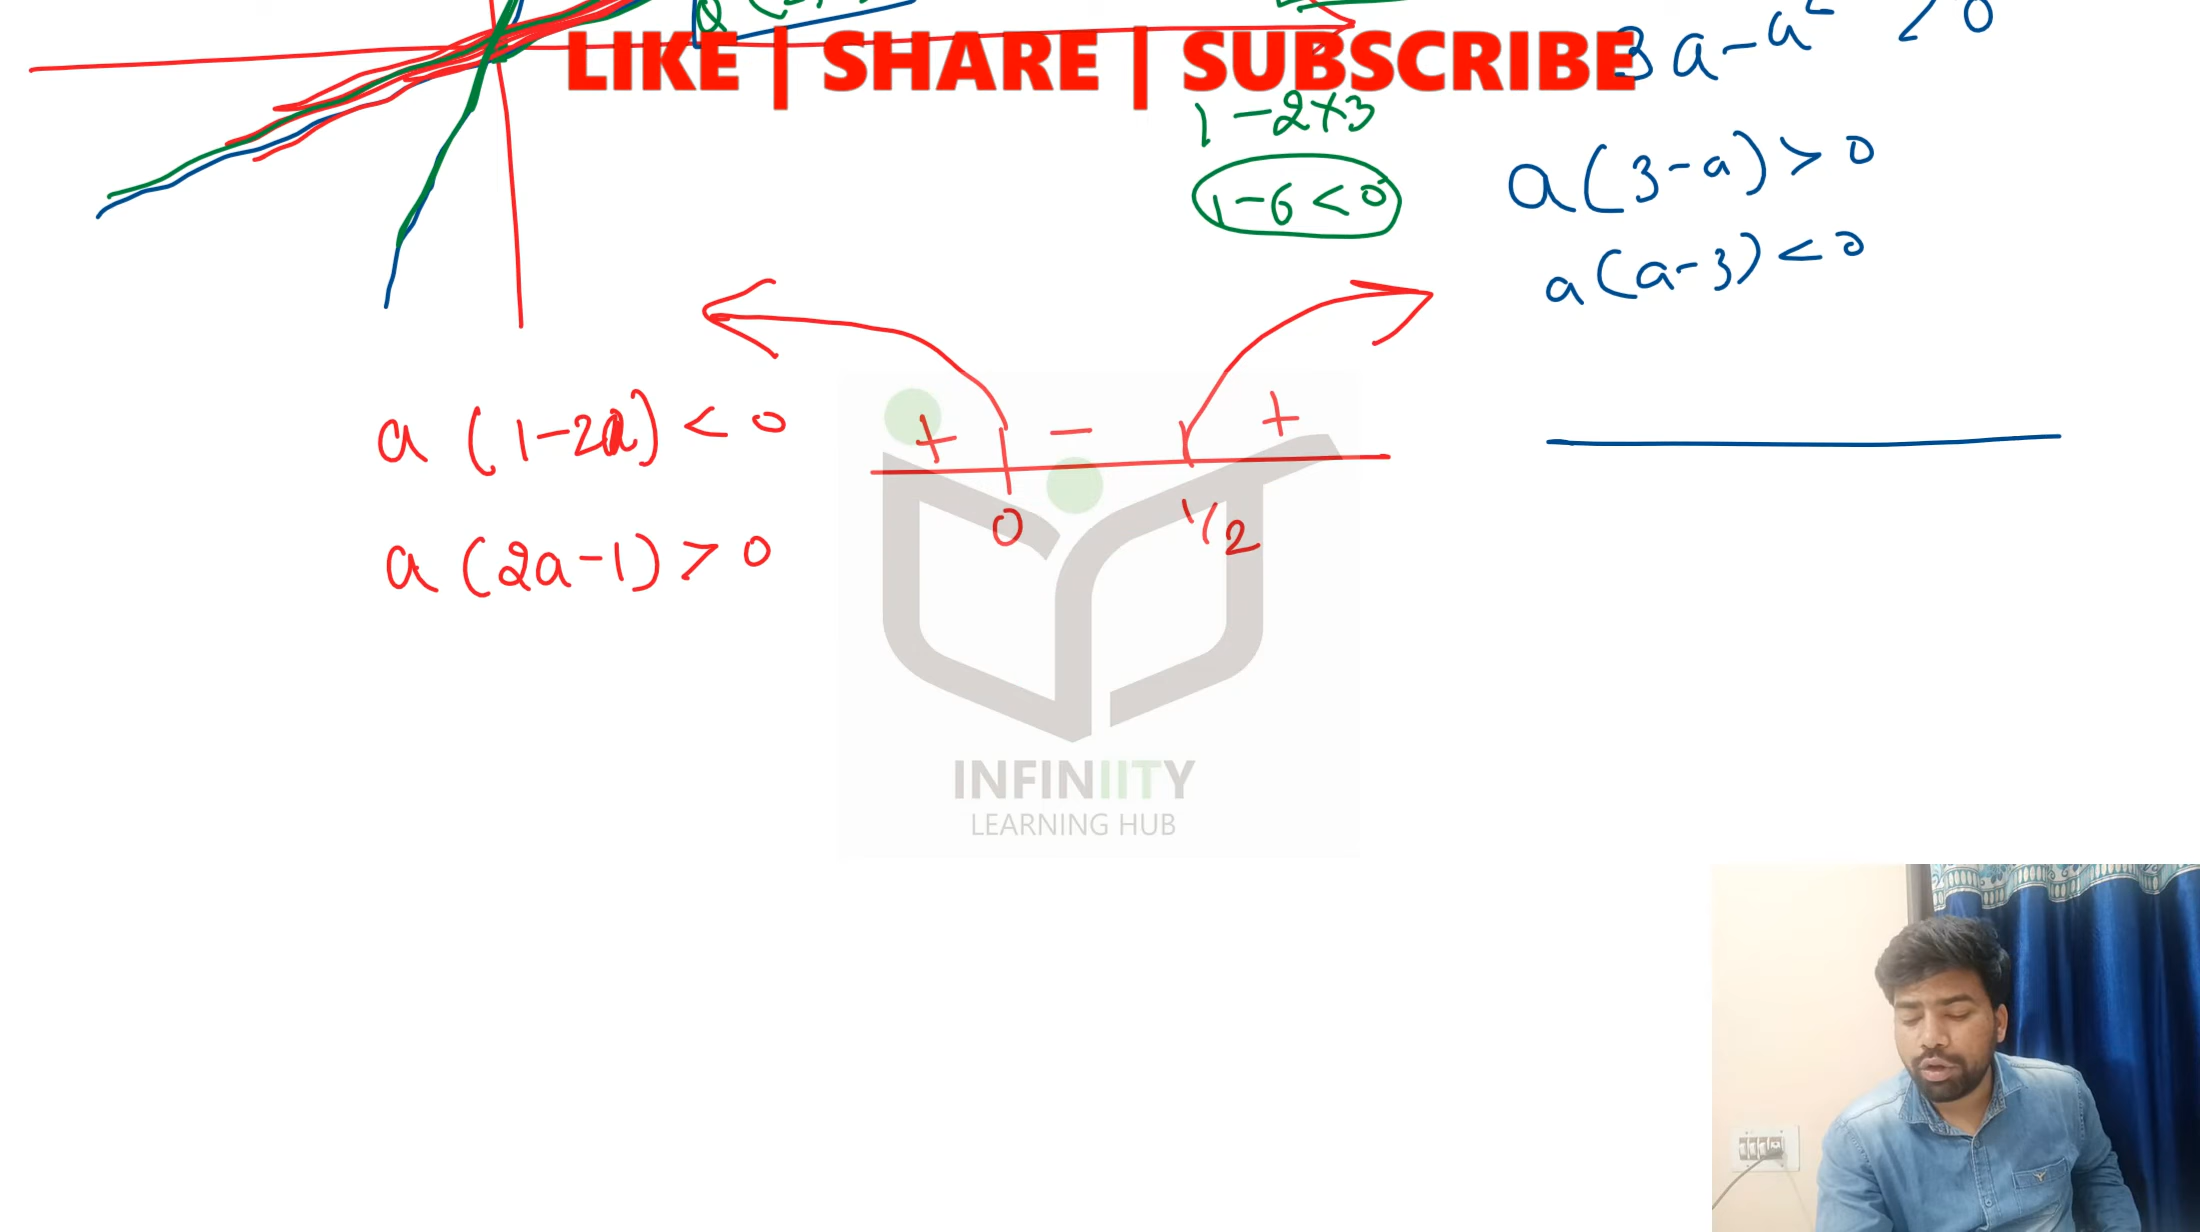 3a-a² > 0
LIKE | SHARE | SUBSCRIBE
1-2×3
1-6<0
a(3-a)>0
a(a-3)<0
a(1-2a)<0
+ - +
0 1/2
a(2a-1)>0
INFINIITY
LEARNING HUB